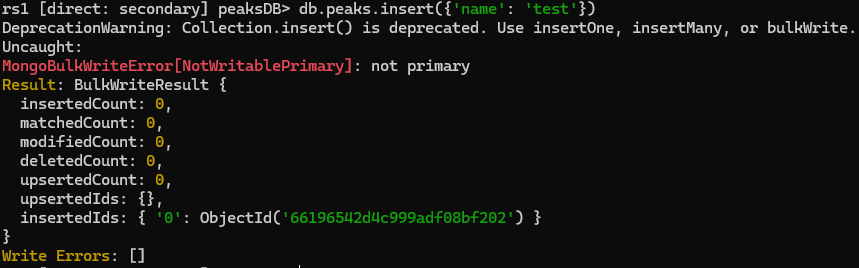 rs1 [direct: secondary] peaksDB> db.peaks.insert({'name': 'test'})
DeprecationWarning: Collection.insert() is deprecated. Use insertOne, insertMany, or bulkWrite.
Uncaught:
MongoBulkWriteError[NotWritablePrimary]: not primary
Result: BulkWriteResult {
  insertedCount: 0,
  matchedCount: 0,
  modifiedCount: 0,
  deletedCount: 0,
  upsertedCount: 0,
  upsertedIds: {},
  insertedIds: { '0': ObjectId('66196542d4c999adf08bf202') }
}
Write Errors: []